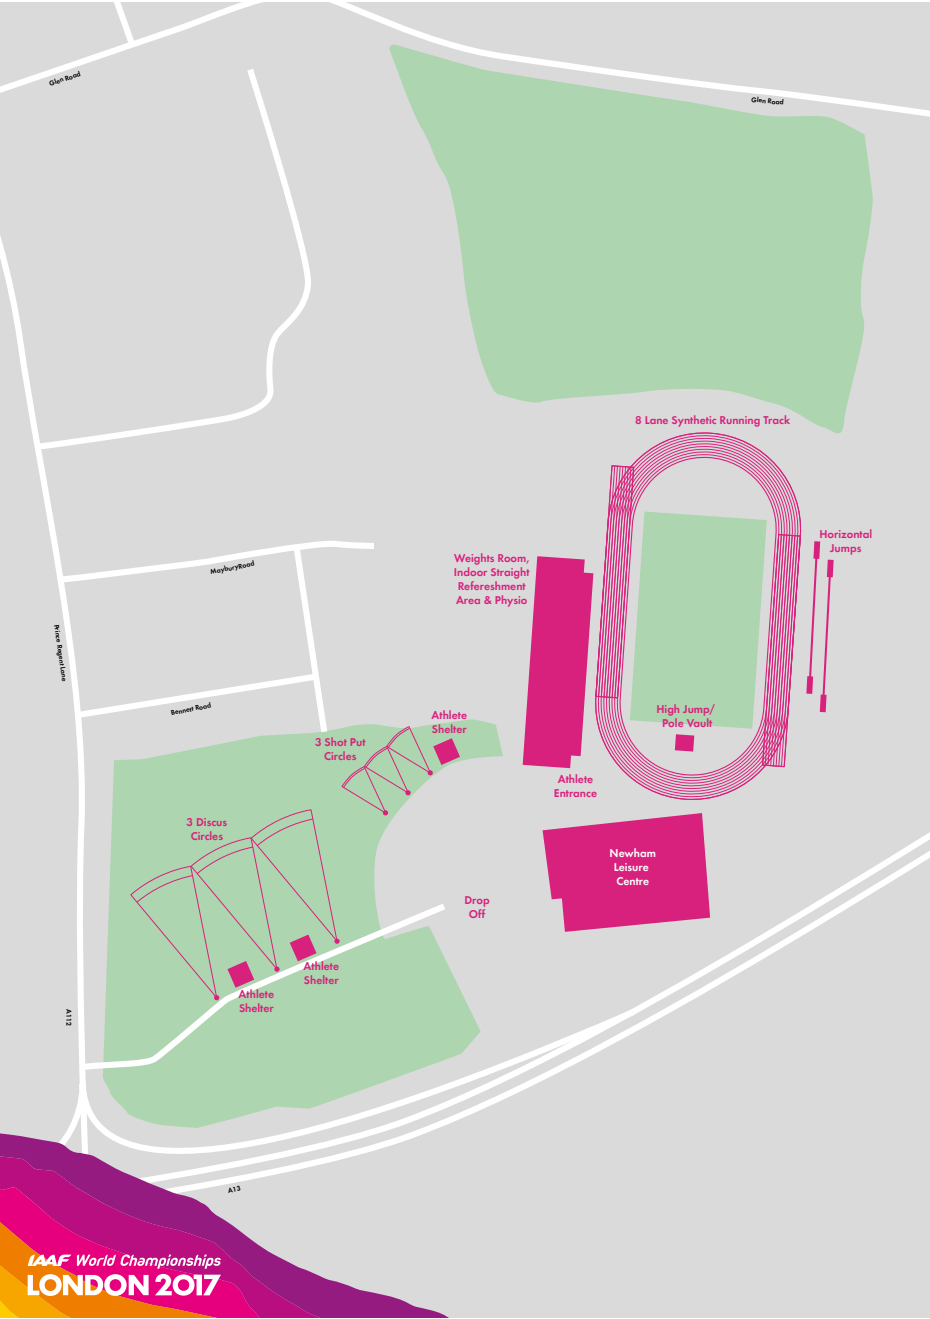 Glen Road
Glen Road
8 Lane Synthetic Running Track
Horizontal
Jumps
Weights Room,
Indoor Straight
Refereshment
Area & Physio
MayburyRoad
Prince Regent Lane
Bennett Road
High Jump/
Pole Vault
Athlete
Shelter
3 Shot Put
Circles
Athlete
Entrance
3 Discus
Circles
Newham
Leisure
Centre
Drop
Off
Athlete
Shelter
Athlete
Shelter
A112
A13
IAAF World Championships
LONDON 2017